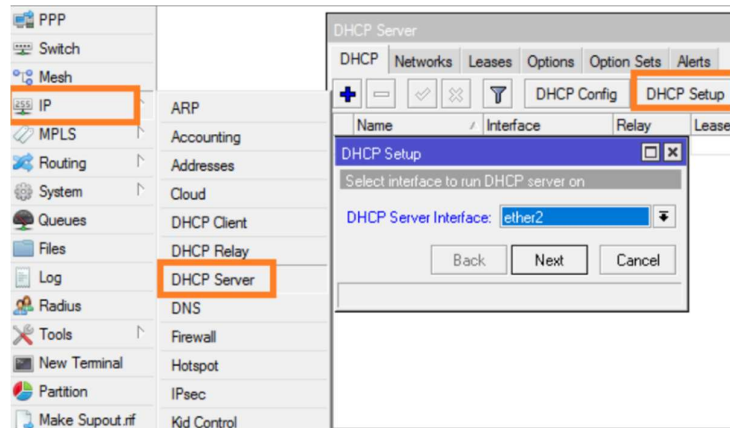 PPP
Switch
Mesh
IP
MPLS
Routing
System
Queues
Files
Log
Radius
Tools
New Terminal
Partition
Make Supout.rif
ARP
Accounting
Addresses
Cloud
DHCP Client
DHCP Relay
DHCP Server
DNS
Firewall
Hotspot
IPsec
Kid Control
DHCP Server
DHCP Networks Leases Options Option Sets Alerts
DHCP Config DHCP Setup
Name Interface Relay Lease
DHCP Setup
Select interface to run DHCP server on
DHCP Server Interface: ether2
Back Next Cancel